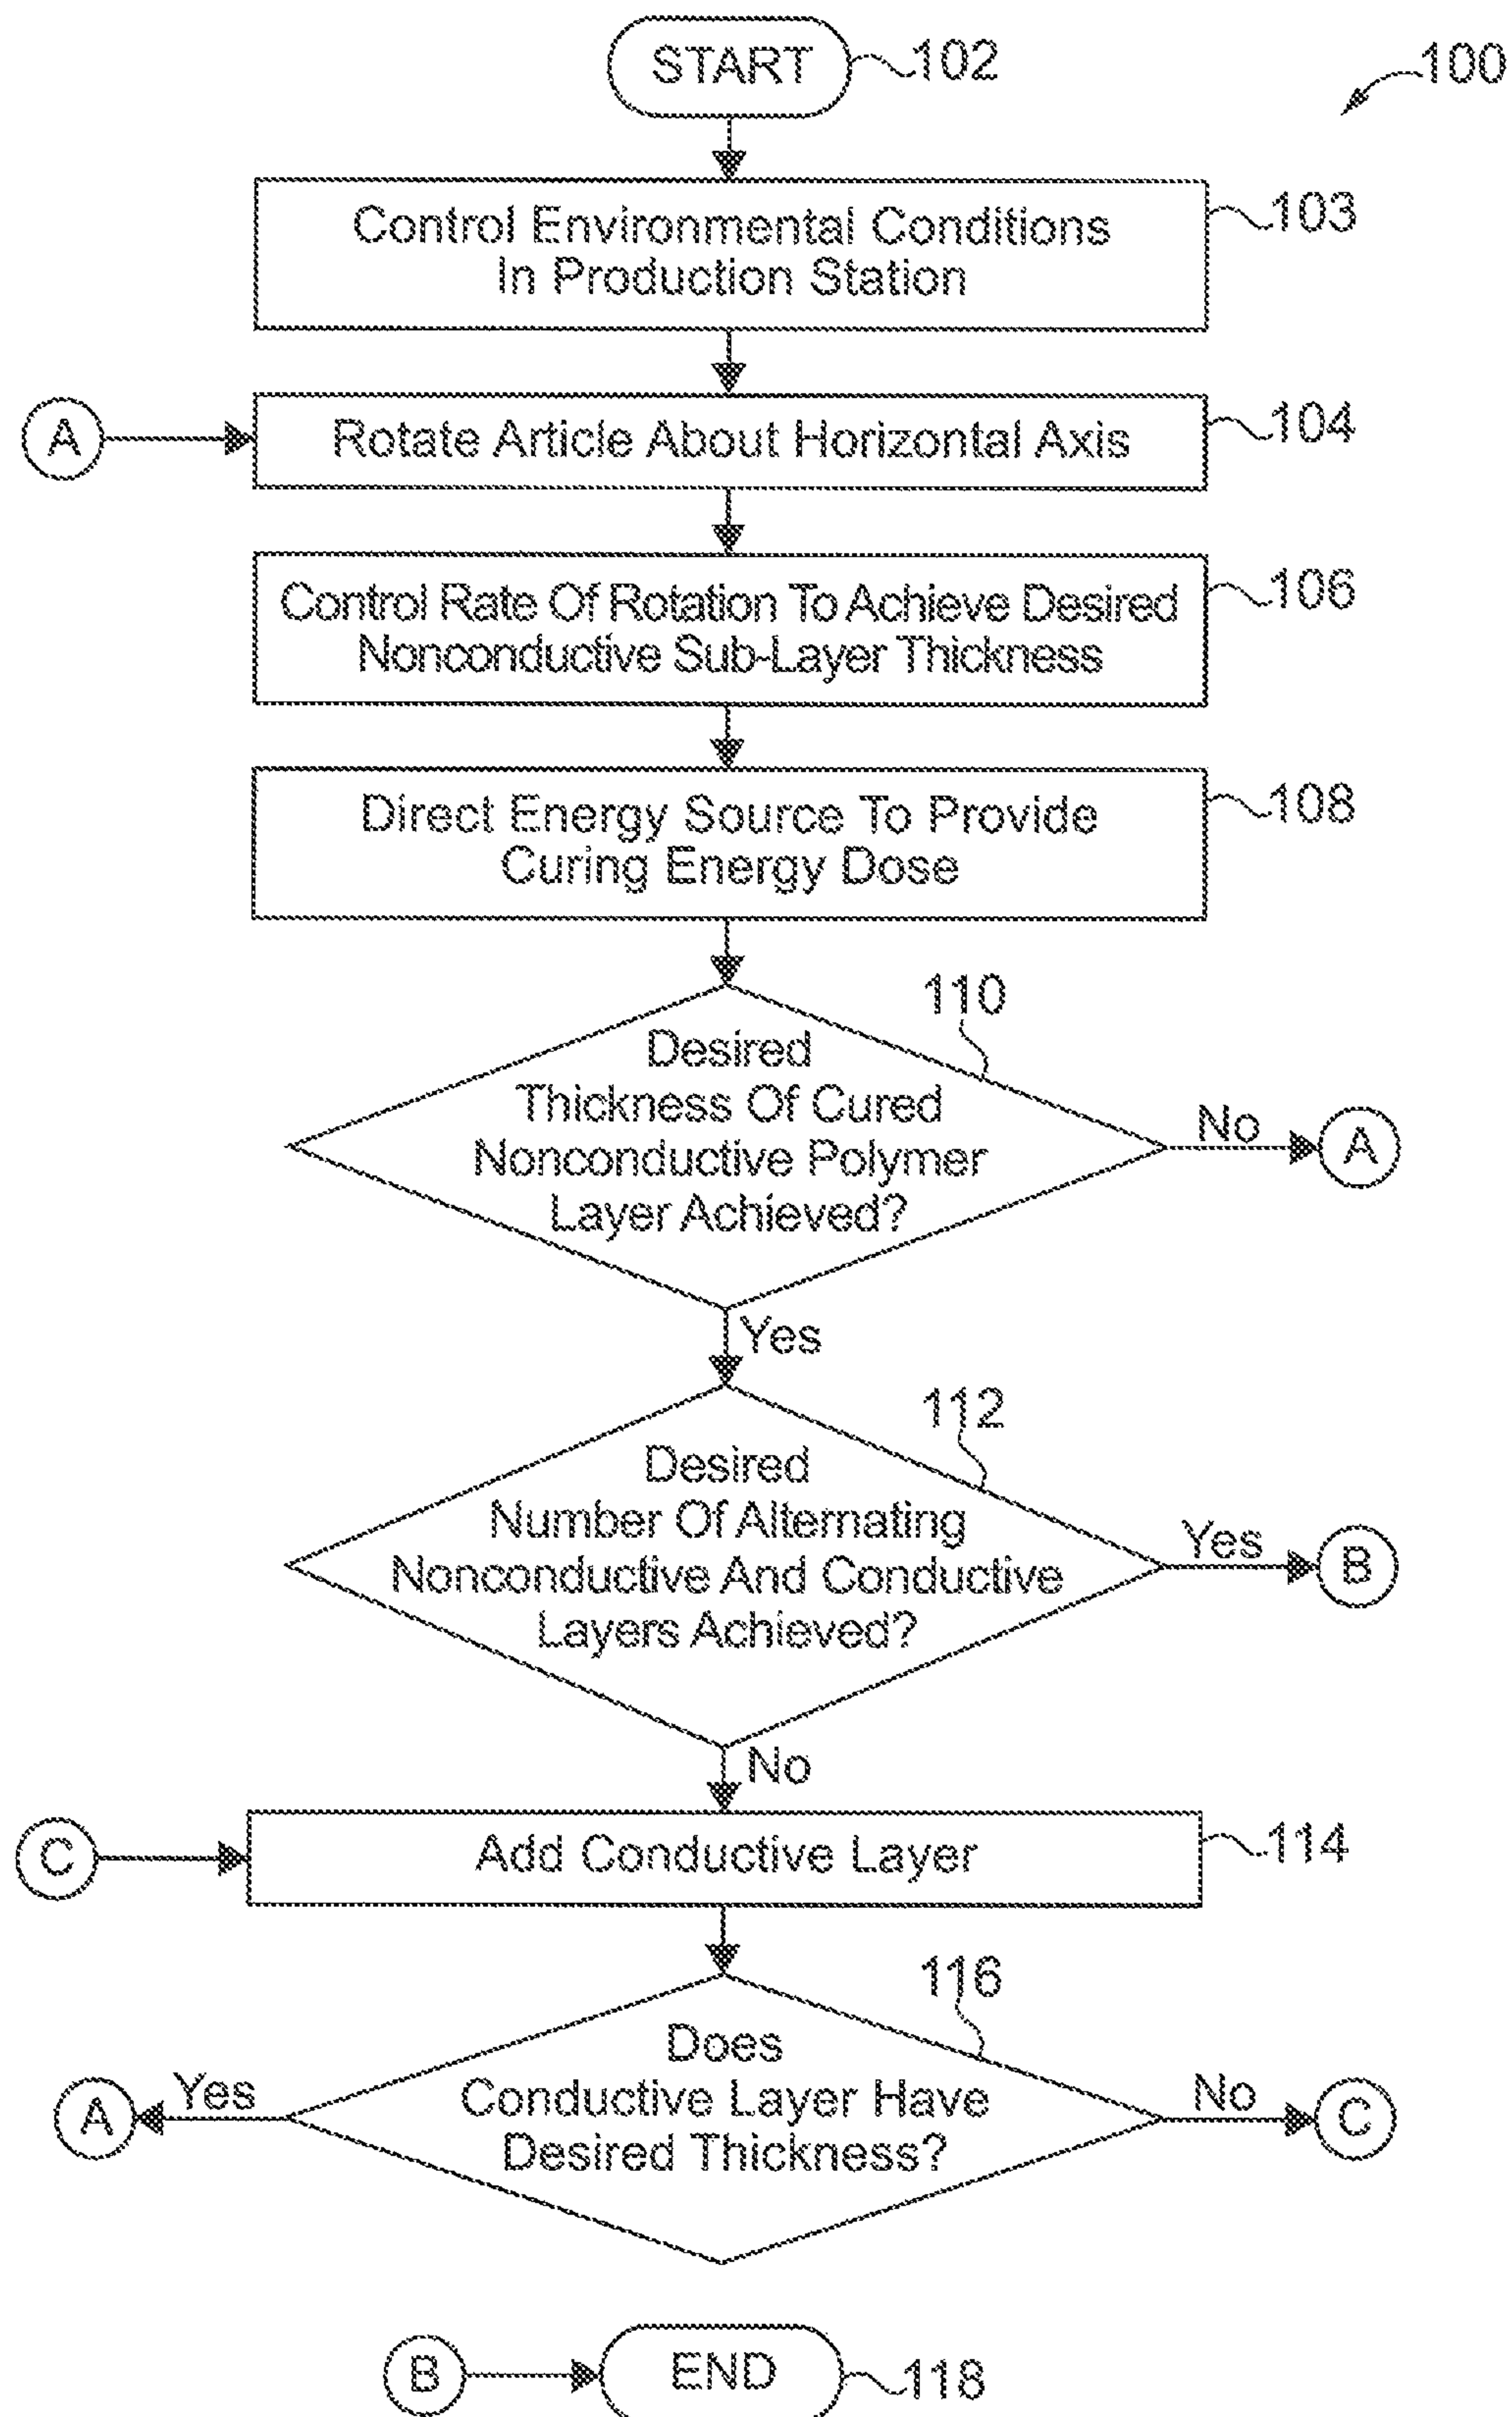 START
102
100
Control Environmental Conditions
In Production Station
103
A
Rotate Article About Horizontal Axis
104
Control Rate Of Rotation To Achieve Desired
Nonconductive Sub-Layer Thickness
106
Direct Energy Source To Provide
Curing Energy Dose
108
110
Desired
Thickness Of Cured
Nonconductive Polymer
Layer Achieved?
No
A
Yes
112
Desired
Number Of Alternating
Nonconductive And Conductive
Layers Achieved?
Yes
B
No
C
Add Conductive Layer
114
116
Does
Conductive Layer Have
Desired Thickness?
A
Yes
No
C
B
END
118